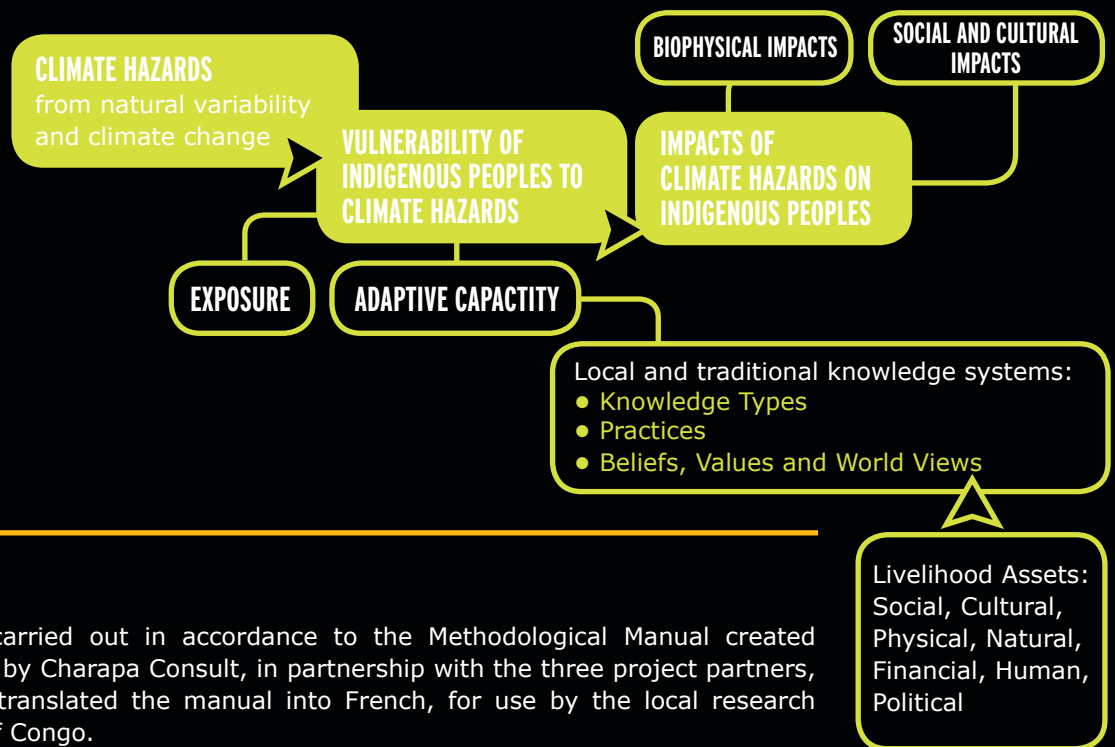 CLIMATE HAZARDS
from natural variability
and climate change
VULNERABILITY OF
INDIGENOUS PEOPLES TO
CLIMATE HAZARDS
BIOPHYSICAL IMPACTS
SOCIAL AND CULTURAL
IMPACTS
IMPACTS OF
CLIMATE HAZARDS ON
INDIGENOUS PEOPLES
EXPOSURE
ADAPTIVE CAPACTITY
Local and traditional knowledge systems:
● Knowledge Types
● Practices
● Beliefs, Values and World Views
Livelihood Assets:
Social, Cultural,
Physical, Natural,
Financial, Human,
Political
carried out in accordance to the Methodological Manual created
by Charapa Consult, in partnership with the three project partners,
translated the manual into French, for use by the local research
f Congo.